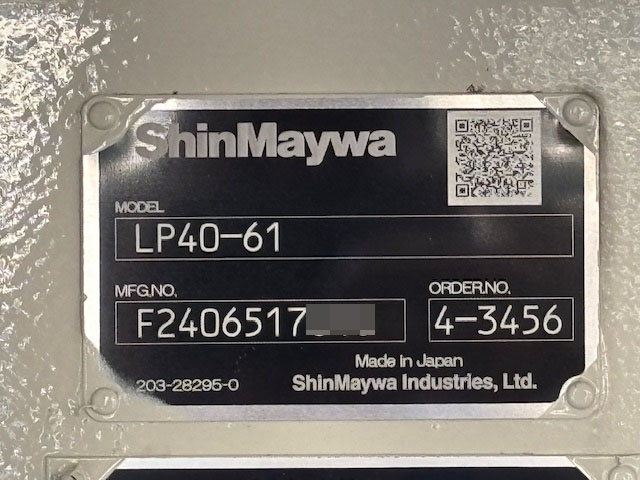 ShinMaywa
MODEL
LP40-61
MFG.NO.
F2406517
ORDER.NO.
4-3456
Made in Japan
203-28295-0
ShinMaywa Industries, Ltd.